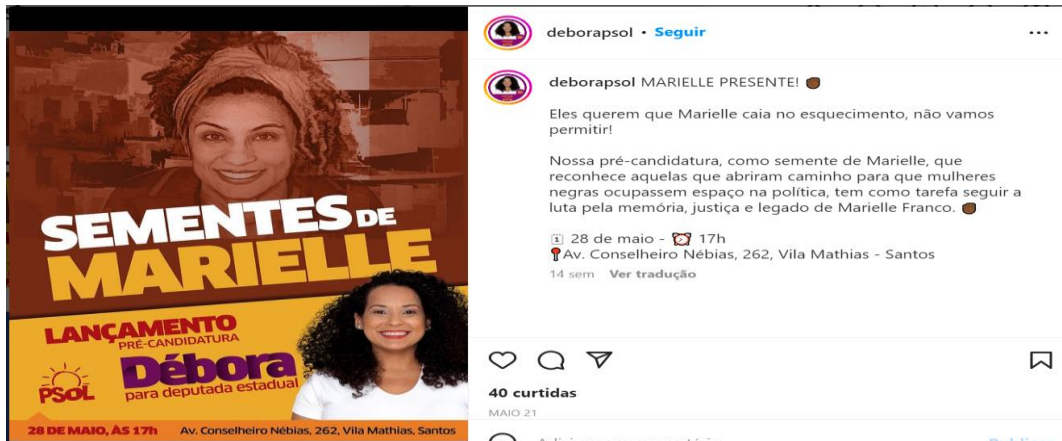 SEMENTES DE
MARIELLE
LANÇAMENTO
PRÉ-CANDIDATURA
PSOL
Débora
para deputada estadual
28 DE MAIO, ÀS 17h Av. Conselheiro Nébias, 262, Vila Mathias, Santos
deborapsol • Seguir
deborapsol MARIELLE PRESENTE! ✊🏿
Eles querem que Marielle caia no esquecimento, não vamos
permitir!
Nossa pré-candidatura, como semente de Marielle, que
reconhece aquelas que abriram caminho para que mulheres
negras ocupassem espaço na política, tem como tarefa seguir a
luta pela memória, justiça e legado de Marielle Franco. ✊🏿
28 de maio - ⏰ 17h
📍Av. Conselheiro Nébias, 262, Vila Mathias - Santos
14 sem Ver tradução
40 curtidas
MAIO 21